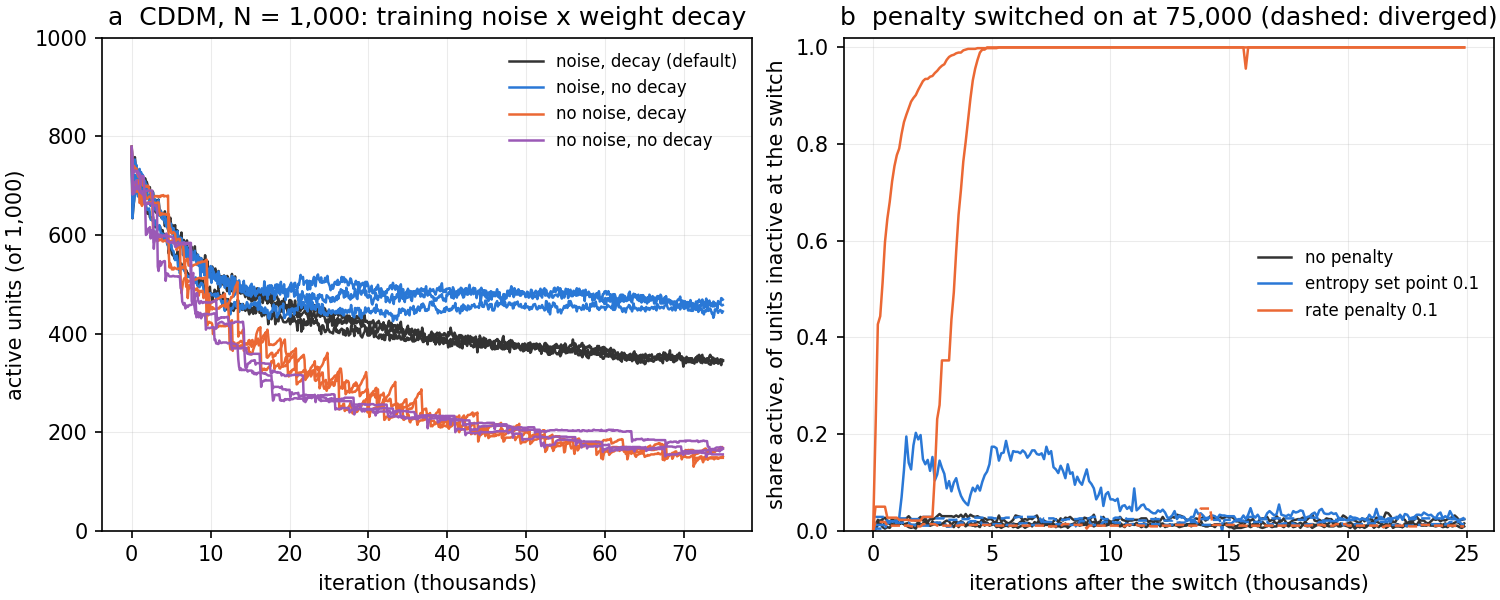 a  CDDM, N = 1,000: training noise x weight decay
active units (of 1,000)
1000
800
600
400
200
0
noise, decay (default)
noise, no decay
no noise, decay
no noise, no decay
0 10 20 30 40 50 60 70
iteration (thousands)
b  penalty switched on at 75,000 (dashed: diverged)
share active, of units inactive at the switch
1.0
0.8
0.6
0.4
0.2
0.0
no penalty
entropy set point 0.1
rate penalty 0.1
0 5 10 15 20 25
iterations after the switch (thousands)